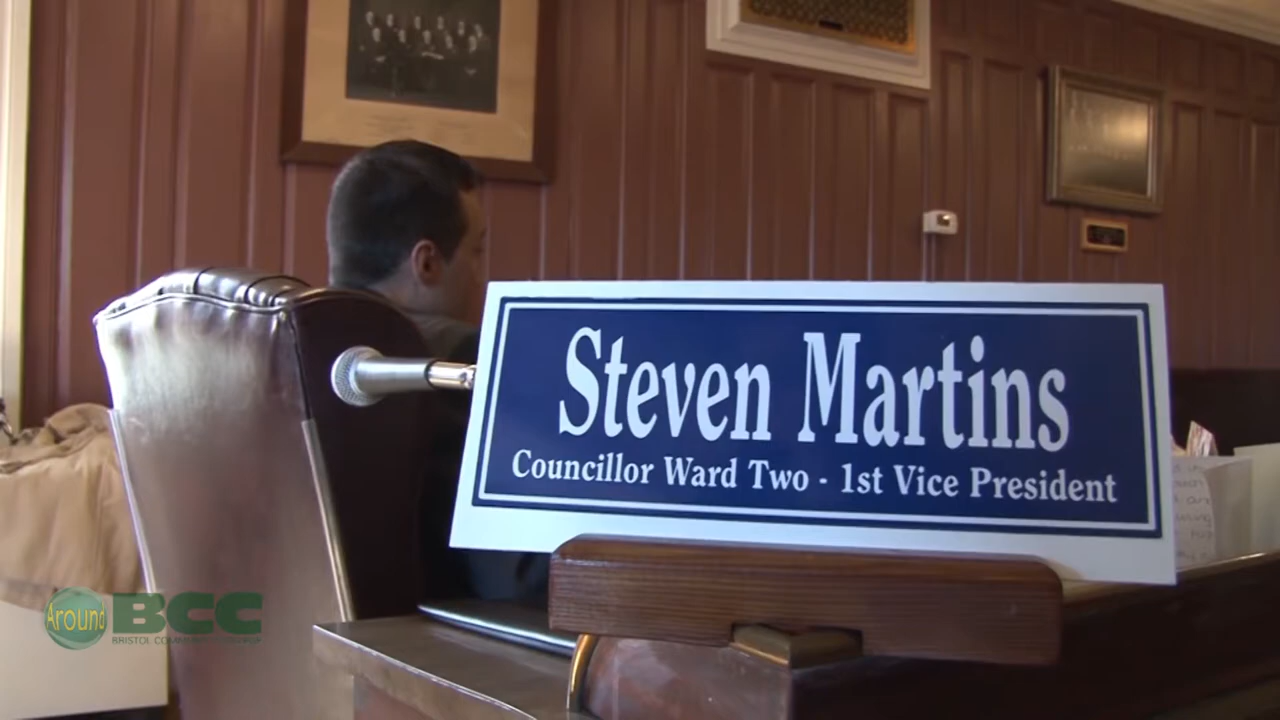 Steven Martins
Councillor Ward Two - 1st Vice President
Around BCC
BRISTOL COMMUNITY COLLEGE